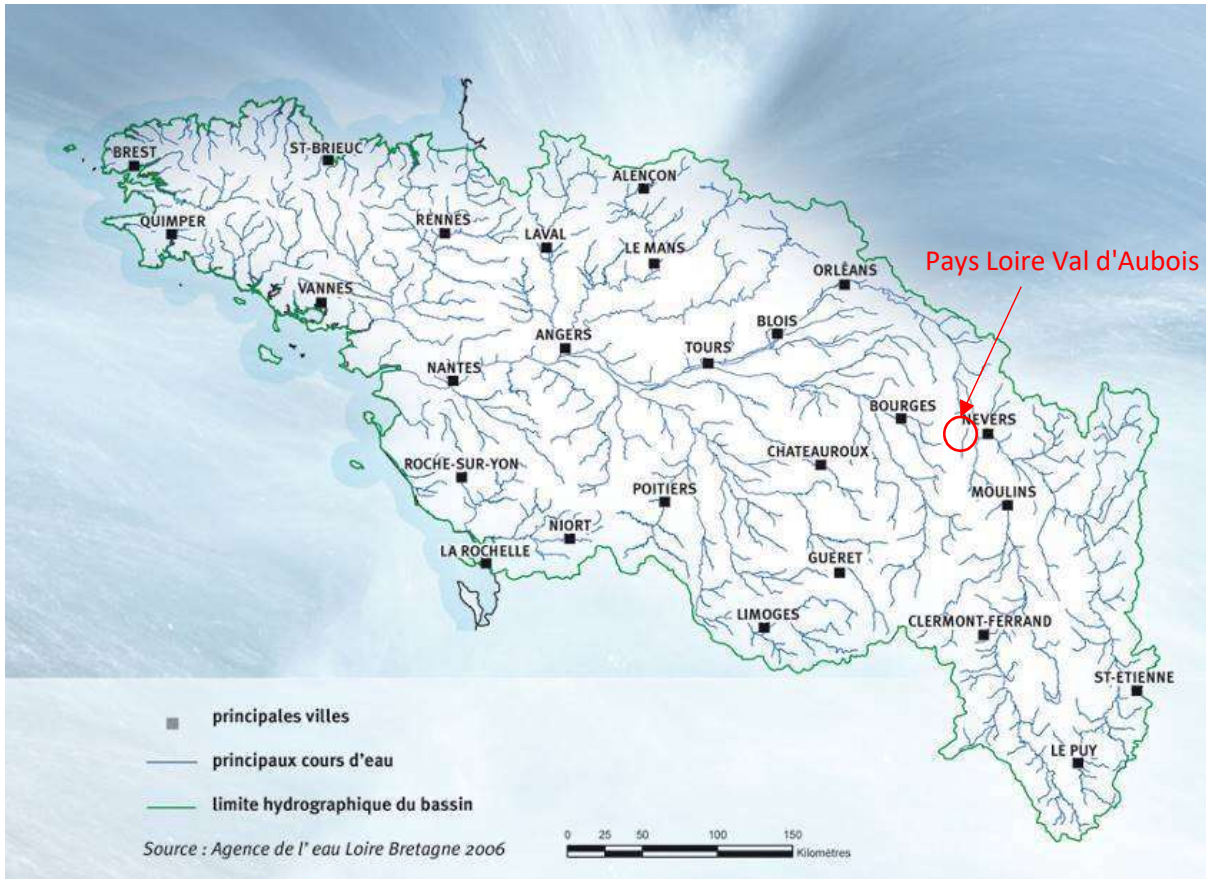 BREST
ST-BRIEUC
ALENÇON
QUIMPER
RENNES
LAVAL
LE MANS
Pays Loire Val d'Aubois
ORLÉANS
VANNES
BLOIS
ANGERS
TOURS
NANTES
BOURGES
NEVERS
CHATEAUROUX
ROCHE-SUR-YON
POITIERS
MOULINS
NIORT
LA ROCHELLE
GUERET
LIMOGES
CLERMONT-FERRAND
ST-ETIENNE
LE PUY
principales villes
principaux cours d'eau
limite hydrographique du bassin
Source : Agence de l' eau Loire Bretagne 2006
0 25 50 100 150
Kilomètres